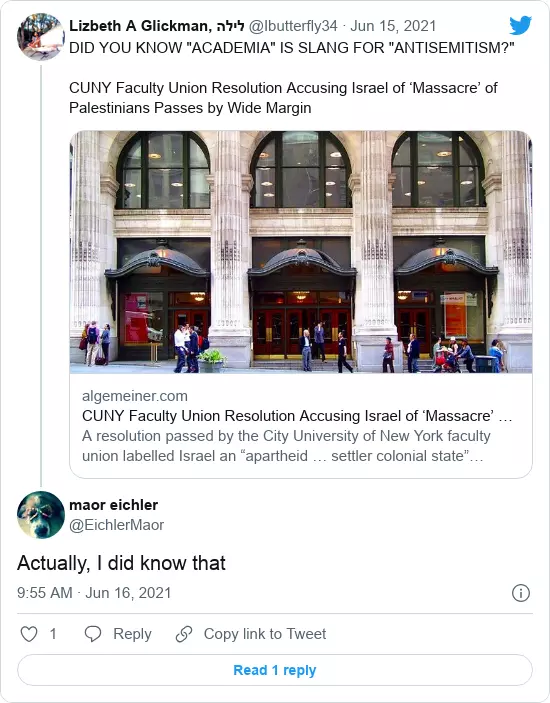 Lizbeth A Glickman, לילה @lbutterfly34 · Jun 15, 2021
DID YOU KNOW "ACADEMIA" IS SLANG FOR "ANTISEMITISM?"
CUNY Faculty Union Resolution Accusing Israel of ‘Massacre’ of
Palestinians Passes by Wide Margin
algemeiner.com
CUNY Faculty Union Resolution Accusing Israel of ‘Massacre’ …
A resolution passed by the City University of New York faculty
union labelled Israel an “apartheid … settler colonial state”…
maor eichler
@EichlerMaor
Actually, I did know that
9:55 AM · Jun 16, 2021
1 Reply Copy link to Tweet
Read 1 reply